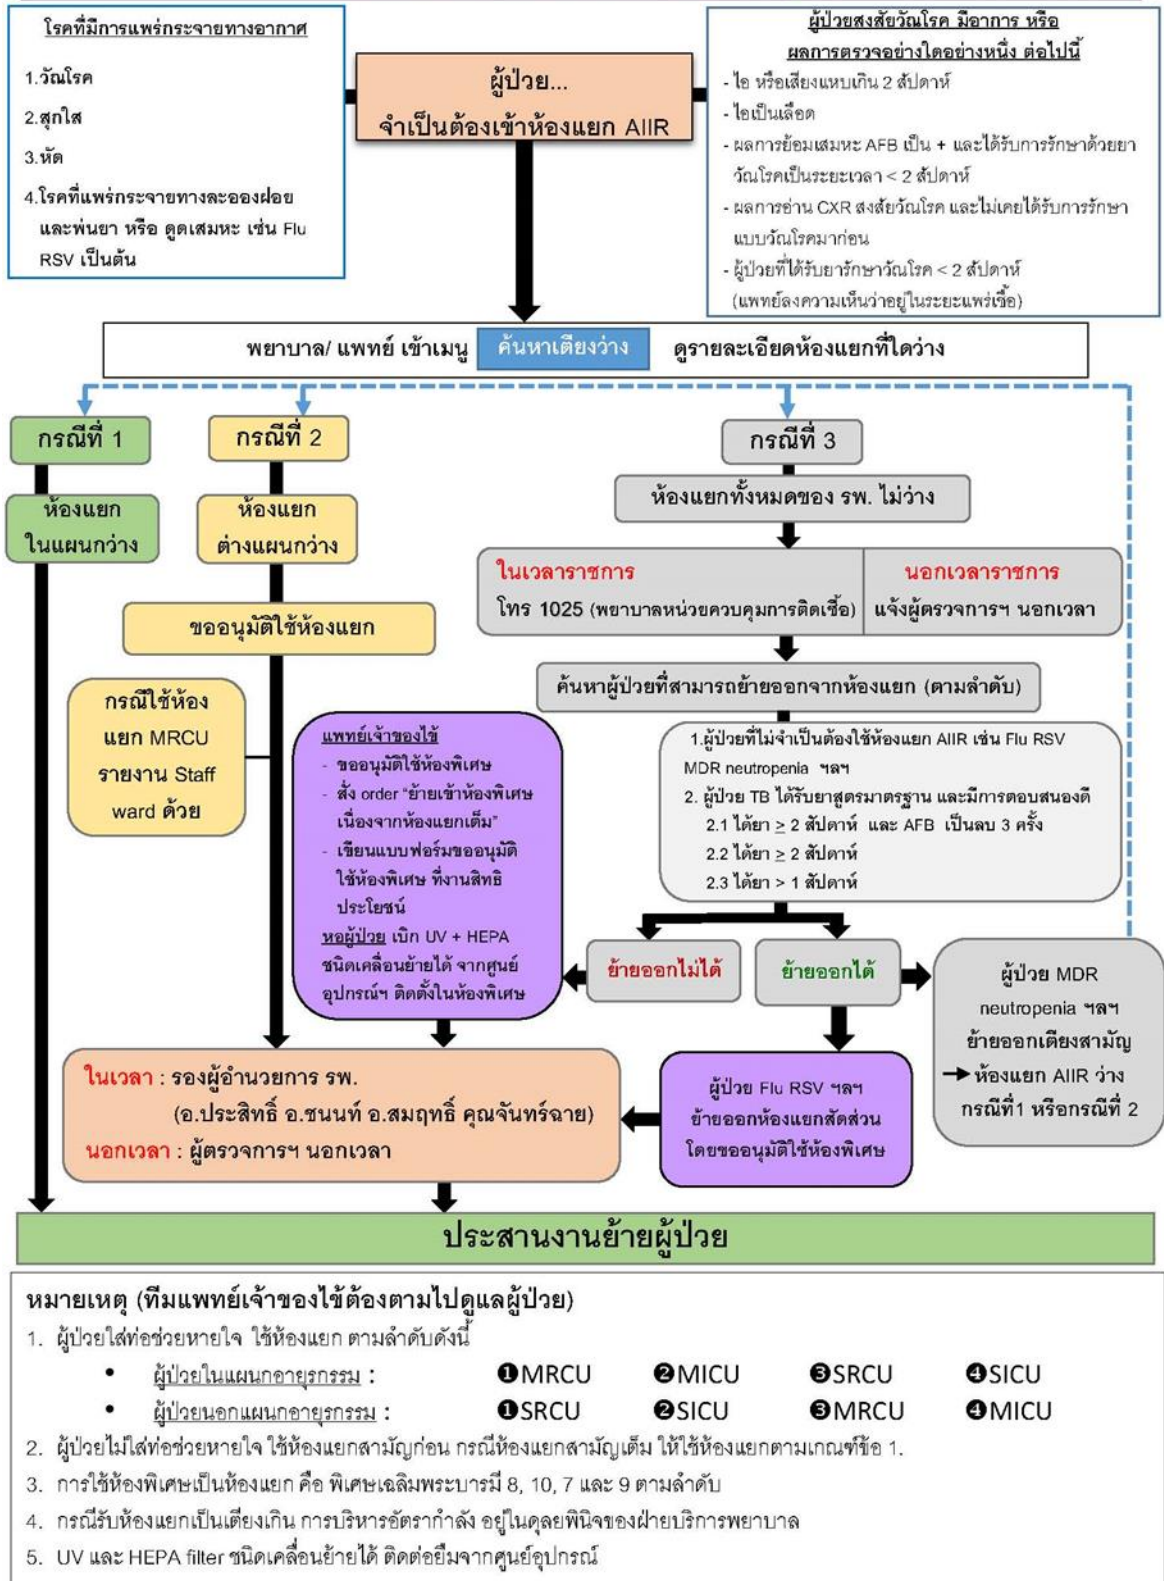 โรคที่มีการแพร่กระจายทางอากาศ
1.วัณโรค
2.สุกใส
3.หัด
4.โรคที่แพร่กระจายทางละอองฝอย
และพ่นยา หรือ ดูดเสมหะ เช่น Flu
RSV เป็นต้น
ผู้ป่วย...
จำเป็นต้องเข้าห้องแยก AIIR
ผู้ป่วยสงสัยวัณโรค มีอาการ หรือ
ผลการตรวจอย่างใดอย่างหนึ่ง ต่อไปนี้
- ไอ หรือเสียงแหบเกิน 2 สัปดาห์
- ไอเป็นเลือด
- ผลการย้อมเสมหะ AFB เป็น + และได้รับการรักษาด้วยยา
วัณโรคเป็นระยะเวลา < 2 สัปดาห์
- ผลการอ่าน CXR สงสัยวัณโรค และไม่เคยได้รับการรักษา
แบบวัณโรคมาก่อน
- ผู้ป่วยที่ได้รับยารักษาวัณโรค < 2 สัปดาห์
(แพทย์ลงความเห็นว่าอยู่ในระยะแพร่เชื้อ)
พยาบาล/ แพทย์ เข้าเมนู ค้นหาเตียงว่าง ดูรายละเอียดห้องแยกที่ใดว่าง
กรณีที่ 1
ห้องแยก
ในแผนกว่าง
กรณีที่ 2
ห้องแยก
ต่างแผนกว่าง
ขออนุมัติใช้ห้องแยก
กรณีใช้ห้อง
แยก MRCU
รายงาน Staff
ward ด้วย
กรณีที่ 3
ห้องแยกทั้งหมดของ รพ. ไม่ว่าง
ในเวลาราชการ
โทร 1025 (พยาบาลหน่วยควบคุมการติดเชื้อ)
นอกเวลาราชการ
แจ้งผู้ตรวจการฯ นอกเวลา
ค้นหาผู้ป่วยที่สามารถย้ายออกจากห้องแยก (ตามลำดับ)
1.ผู้ป่วยที่ไม่จำเป็นต้องใช้ห้องแยก AIIR เช่น Flu RSV
MDR neutropenia ฯลฯ
2. ผู้ป่วย TB ได้รับยาสูตรมาตรฐาน และมีการตอบสนองดี
2.1 ได้ยา ≥ 2 สัปดาห์ และ AFB เป็นลบ 3 ครั้ง
2.2 ได้ยา ≥ 2 สัปดาห์
2.3 ได้ยา > 1 สัปดาห์
แพทย์เจ้าของไข้
- ขออนุมัติใช้ห้องพิเศษ
- สั่ง order "ย้ายเข้าห้องพิเศษ
เนื่องจากห้องแยกเต็ม"
- เขียนแบบฟอร์มขออนุมัติ
ใช้ห้องพิเศษ ที่งานสิทธิ
ประโยชน์
หอผู้ป่วย เบิก UV + HEPA
ชนิดเคลื่อนย้ายได้ จากศูนย์
อุปกรณ์ฯ ติดตั้งในห้องพิเศษ
ย้ายออกไม่ได้
ย้ายออกได้
ผู้ป่วย MDR
neutropenia ฯลฯ
ย้ายออกเตียงสามัญ
ห้องแยก AIIR ว่าง
กรณีที่1 หรือกรณีที่ 2
ในเวลา : รองผู้อำนวยการ รพ.
(อ.ประสิทธิ์ อ.ชนนท์ อ.สมฤทธิ์ คุณจันทร์ฉาย)
นอกเวลา : ผู้ตรวจการฯ นอกเวลา
ผู้ป่วย Flu RSV ฯลฯ
ย้ายออกห้องแยกสัดส่วน
โดยขออนุมัติใช้ห้องพิเศษ
ประสานงานย้ายผู้ป่วย
หมายเหตุ (ทีมแพทย์เจ้าของไข้ต้องตามไปดูแลผู้ป่วย)
1. ผู้ป่วยใส่ท่อช่วยหายใจ ใช้ห้องแยก ตามลำดับดังนี้
• ผู้ป่วยในแผนกอายุรกรรม : ❶MRCU ❷MICU ❸SRCU ❹SICU
• ผู้ป่วยนอกแผนกอายุรกรรม : ❶SRCU ❷SICU ❸MRCU ❹MICU
2. ผู้ป่วยไม่ใส่ท่อช่วยหายใจ ใช้ห้องแยกสามัญก่อน กรณีห้องแยกสามัญเต็ม ให้ใช้ห้องแยกตามเกณฑ์ข้อ 1.
3. การใช้ห้องพิเศษเป็นห้องแยก คือ พิเศษเฉลิมพระบารมี 8, 10, 7 และ 9 ตามลำดับ
4. กรณีรับห้องแยกเป็นเตียงเกิน การบริหารอัตรากำลัง อยู่ในดุลยพินิจของฝ่ายบริการพยาบาล
5. UV และ HEPA filter ชนิดเคลื่อนย้ายได้ ติดต่อยืมจากศูนย์อุปกรณ์